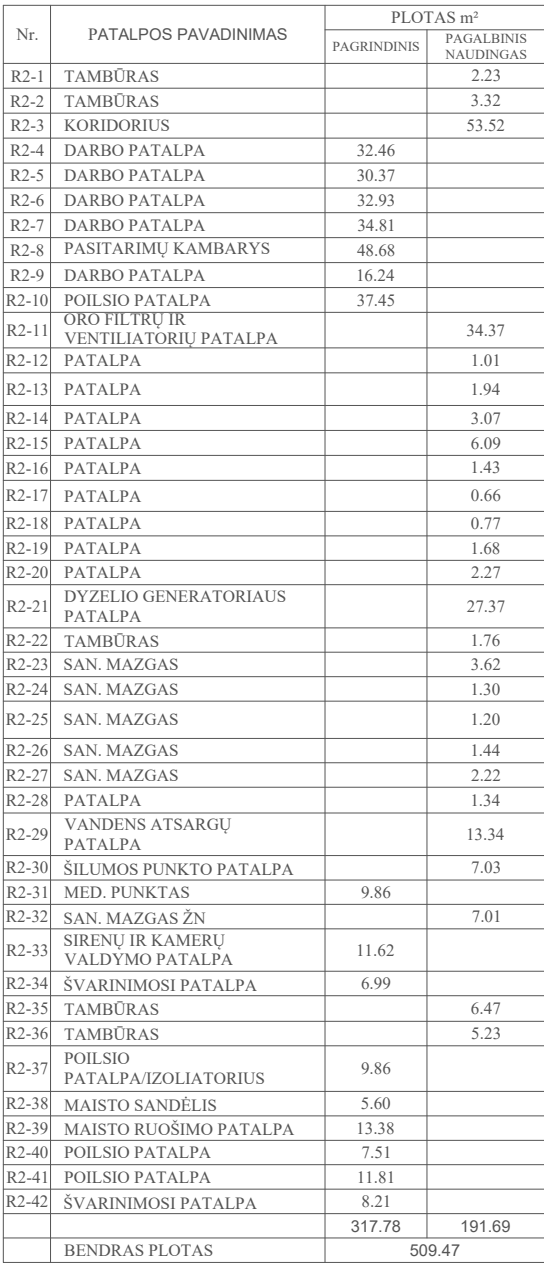 Nr. PATALPOS PAVADINIMAS PLOTAS m²
PAGRINDINIS PAGALBINIS
NAUDINGAS
R2-1 TAMBŪRAS 2.23
R2-2 TAMBŪRAS 3.32
R2-3 KORIDORIUS 53.52
R2-4 DARBO PATALPA 32.46
R2-5 DARBO PATALPA 30.37
R2-6 DARBO PATALPA 32.93
R2-7 DARBO PATALPA 34.81
R2-8 PASITARIMŲ KAMBARYS 48.68
R2-9 DARBO PATALPA 16.24
R2-10 POILSIO PATALPA 37.45
R2-11 ORO FILTRŲ IR
VENTILIATORIŲ PATALPA 34.37
R2-12 PATALPA 1.01
R2-13 PATALPA 1.94
R2-14 PATALPA 3.07
R2-15 PATALPA 6.09
R2-16 PATALPA 1.43
R2-17 PATALPA 0.66
R2-18 PATALPA 0.77
R2-19 PATALPA 1.68
R2-20 PATALPA 2.27
R2-21 DYZELIO GENERATORIAUS
PATALPA 27.37
R2-22 TAMBŪRAS 1.76
R2-23 SAN. MAZGAS 3.62
R2-24 SAN. MAZGAS 1.30
R2-25 SAN. MAZGAS 1.20
R2-26 SAN. MAZGAS 1.44
R2-27 SAN. MAZGAS 2.22
R2-28 PATALPA 1.34
R2-29 VANDENS ATSARGŲ
PATALPA 13.34
R2-30 ŠILUMOS PUNKTO PATALPA 7.03
R2-31 MED. PUNKTAS 9.86
R2-32 SAN. MAZGAS ŽN 7.01
R2-33 SIRENŲ IR KAMERŲ
VALDYMO PATALPA 11.62
R2-34 ŠVARINIMOSI PATALPA 6.99
R2-35 TAMBŪRAS 6.47
R2-36 TAMBŪRAS 5.23
R2-37 POILSIO
PATALPA/IZOLIATORIUS 9.86
R2-38 MAISTO SANDĖLIS 5.60
R2-39 MAISTO RUOŠIMO PATALPA 13.38
R2-40 POILSIO PATALPA 7.51
R2-41 POILSIO PATALPA 11.81
R2-42 ŠVARINIMOSI PATALPA 8.21
317.78 191.69
BENDRAS PLOTAS 509.47